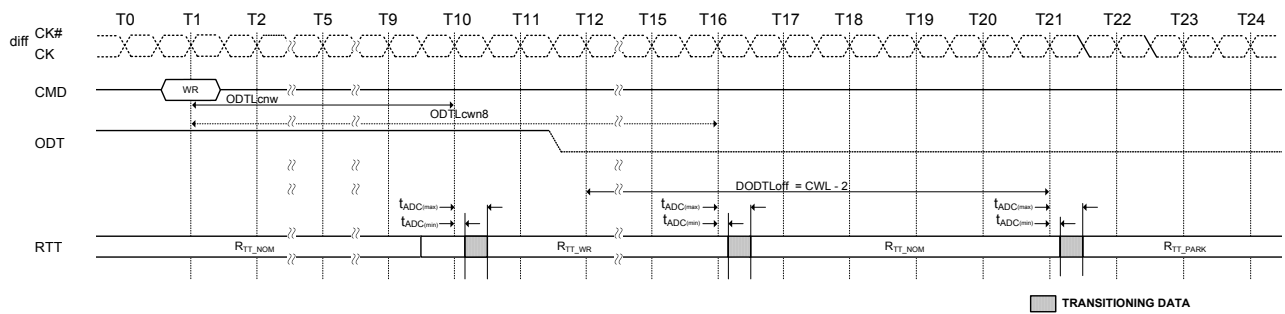 T0 T1 T2 T5 T9 T10 T11 T12 T15 T16 T17 T18 T19 T20 T21 T22 T23 T24
diff CK#
CK
CMD WR
ODTLcnw
ODTLcwn8
ODT
DODTLoff = CWL - 2
tADC(max) tADC(max) tADC(max)
tADC(min) tADC(min) tADC(min)
RTT RTT_NOM RTT_WR RTT_NOM RTT_PARK
TRANSITIONING DATA